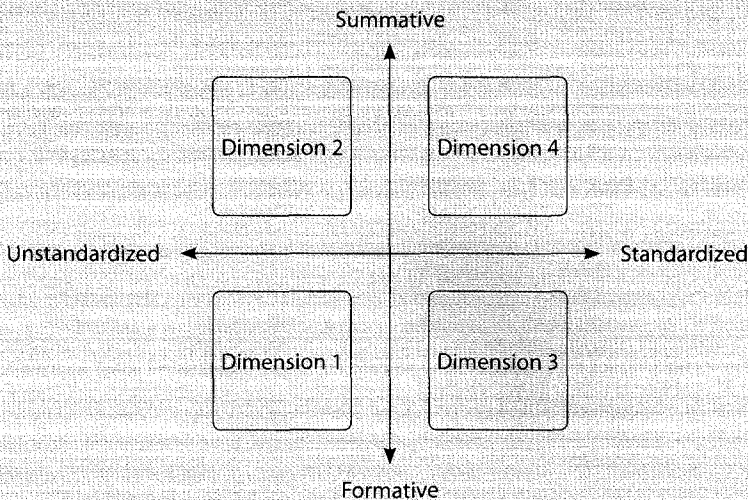 Summative
Dimension 2
Dimension 4
Unstandardized
Standardized
Dimension 1
Dimension 3
Formative